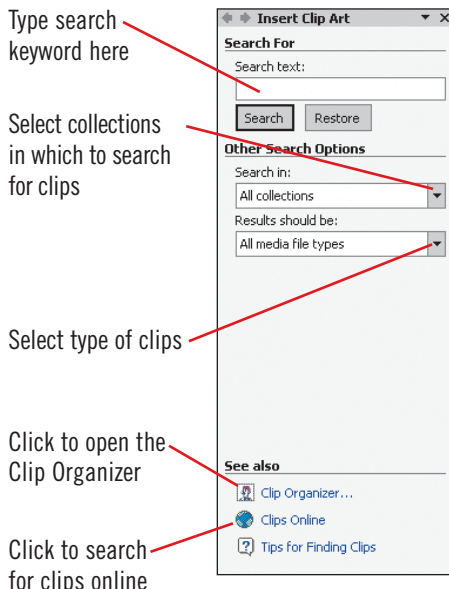 Type search
keyword here
Select collections
in which to search
for clips
Select type of clips
Click to open the
Clip Organizer
Click to search
for clips online
Insert Clip Art
Search For
Search text:
Search Restore
Other Search Options
Search in:
All collections
Results should be:
All media file types
See also
Clip Organizer...
Clips Online
Tips for Finding Clips